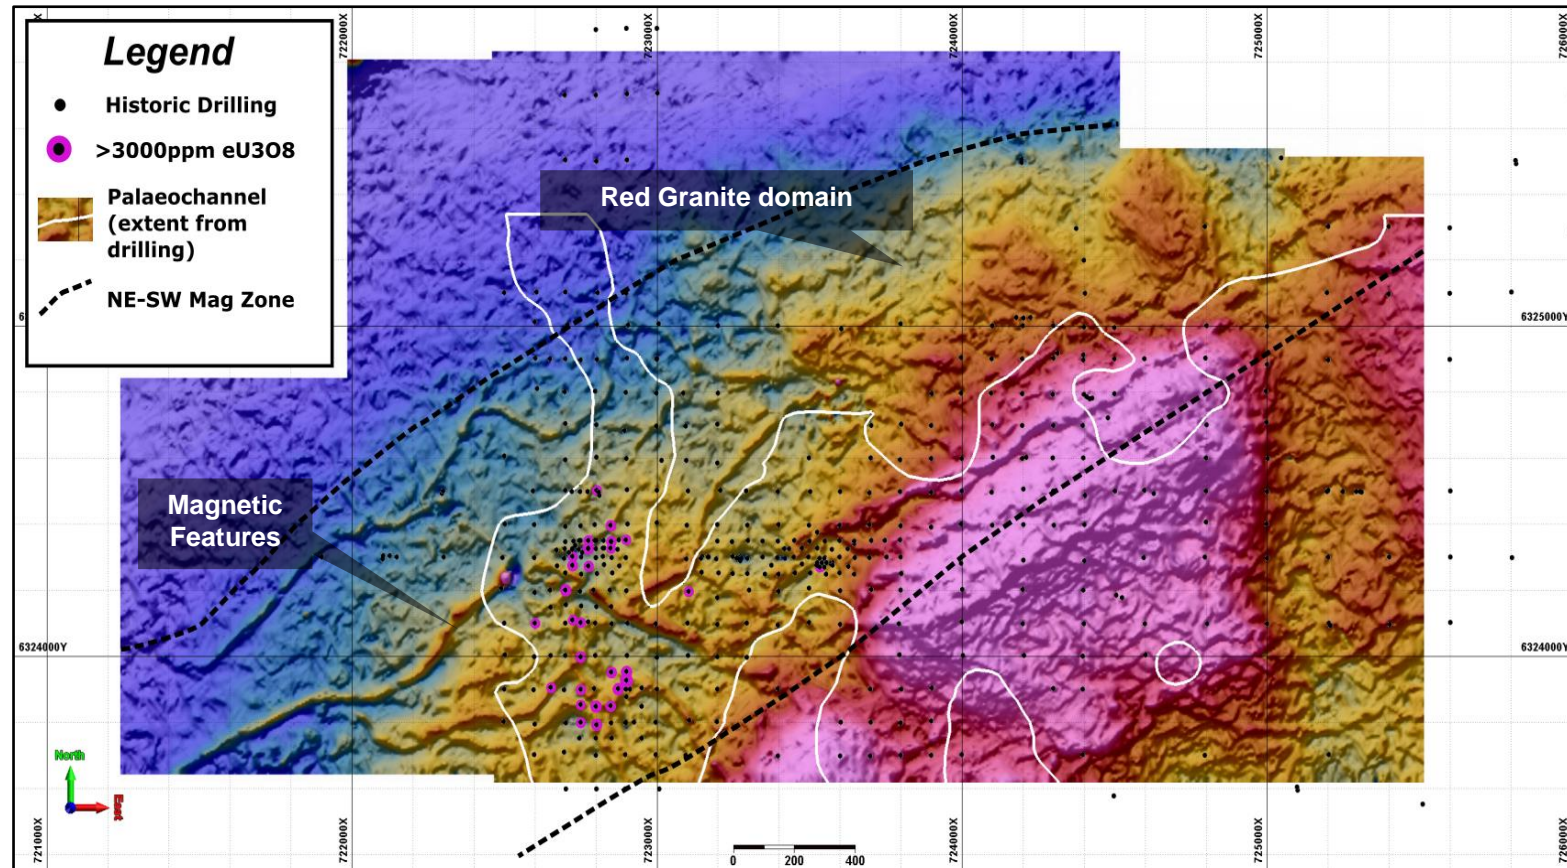 Legend
Historic Drilling
>3000ppm eU3O8
Palaeochannel
(extent from
drilling)
NE-SW Mag Zone
722000X
723000X
724000X
725000X
726000X
Red Granite domain
6325000Y
Magnetic
Features
6324000Y
6324000Y
North
East
721000X
722000X
723000X
724000X
725000X
726000X
0 200 400